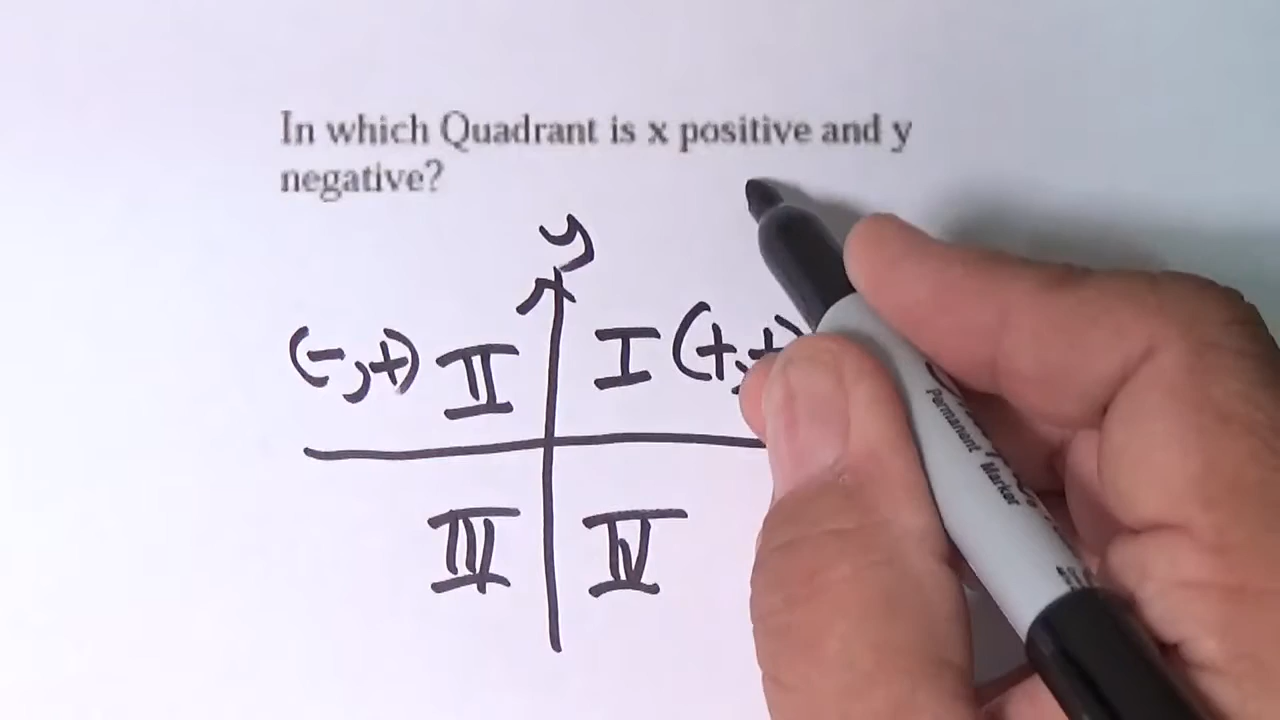 In which Quadrant is x positive and y
negative?
y
(-,+) II I (+,+)
III IV
Permanent Marker